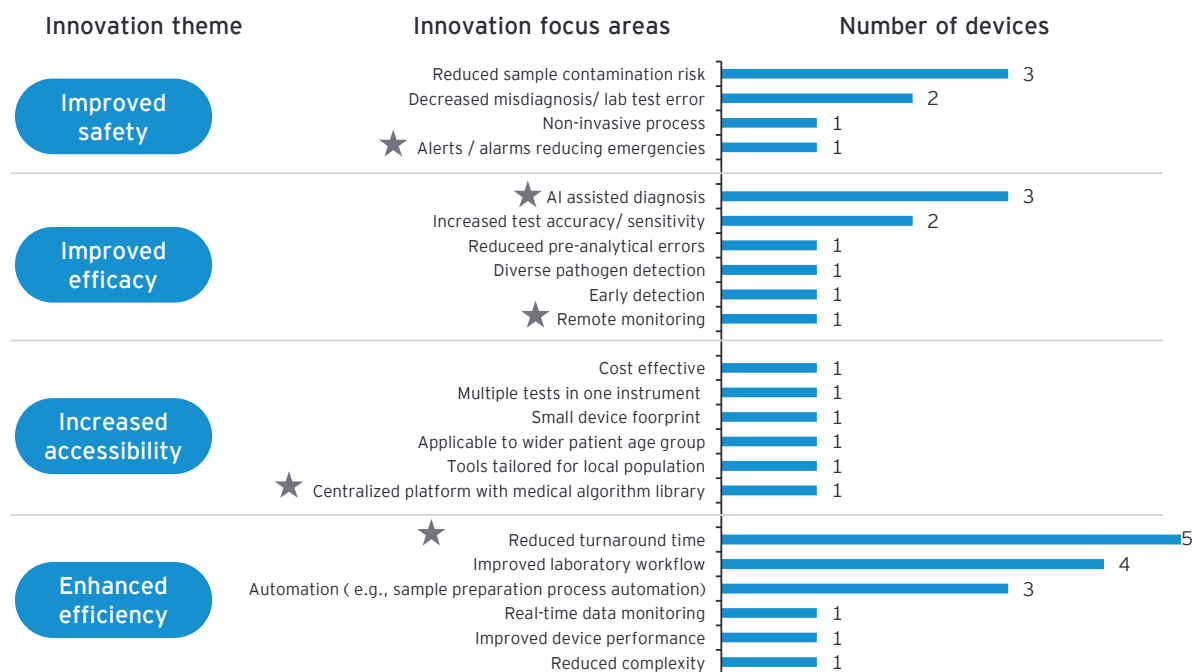 Innovation theme
Innovation focus areas
Number of devices
Improved
safety
Reduced sample contamination risk
3
Decreased misdiagnosis/ lab test error
2
Non-invasive process
1
Alerts / alarms reducing emergencies
1
Improved
efficacy
AI assisted diagnosis
3
Increased test accuracy/ sensitivity
2
Reduceed pre-analytical errors
1
Diverse pathogen detection
1
Early detection
1
Remote monitoring
1
Increased
accessibility
Cost effective
1
Multiple tests in one instrument
1
Small device foorprint
1
Applicable to wider patient age group
1
Tools tailored for local population
1
Centralized platform with medical algorithm library
1
Enhanced
efficiency
Reduced turnaround time
5
Improved laboratory workflow
4
Automation ( e.g., sample preparation process automation)
3
Real-time data monitoring
1
Improved device performance
1
Reduced complexity
1